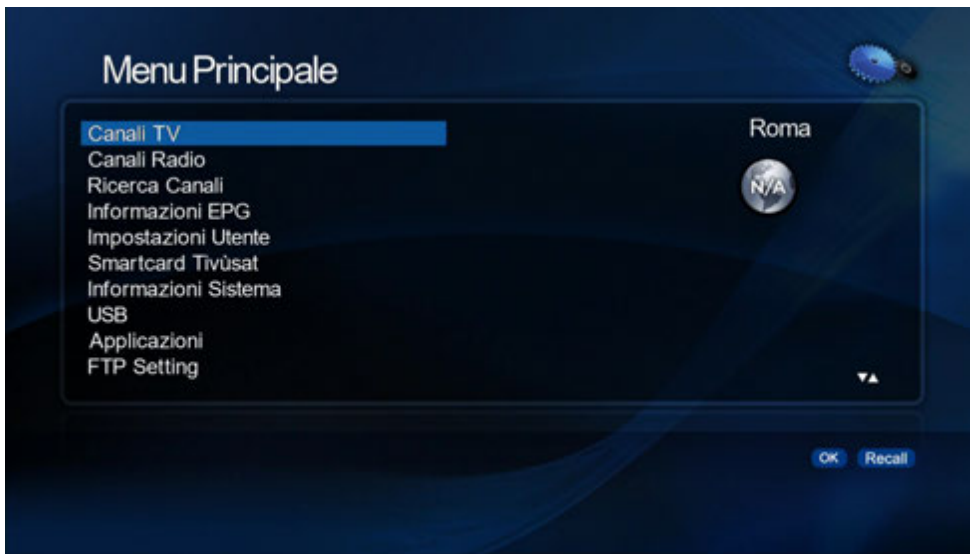 Menu Principale
Canali TV
Roma
Canali Radio
N/A
Ricerca Canali
Informazioni EPG
Impostazioni Utente
Smartcard Tivùsat
Informazioni Sistema
USB
Applicazioni
FTP Setting
OK Recall